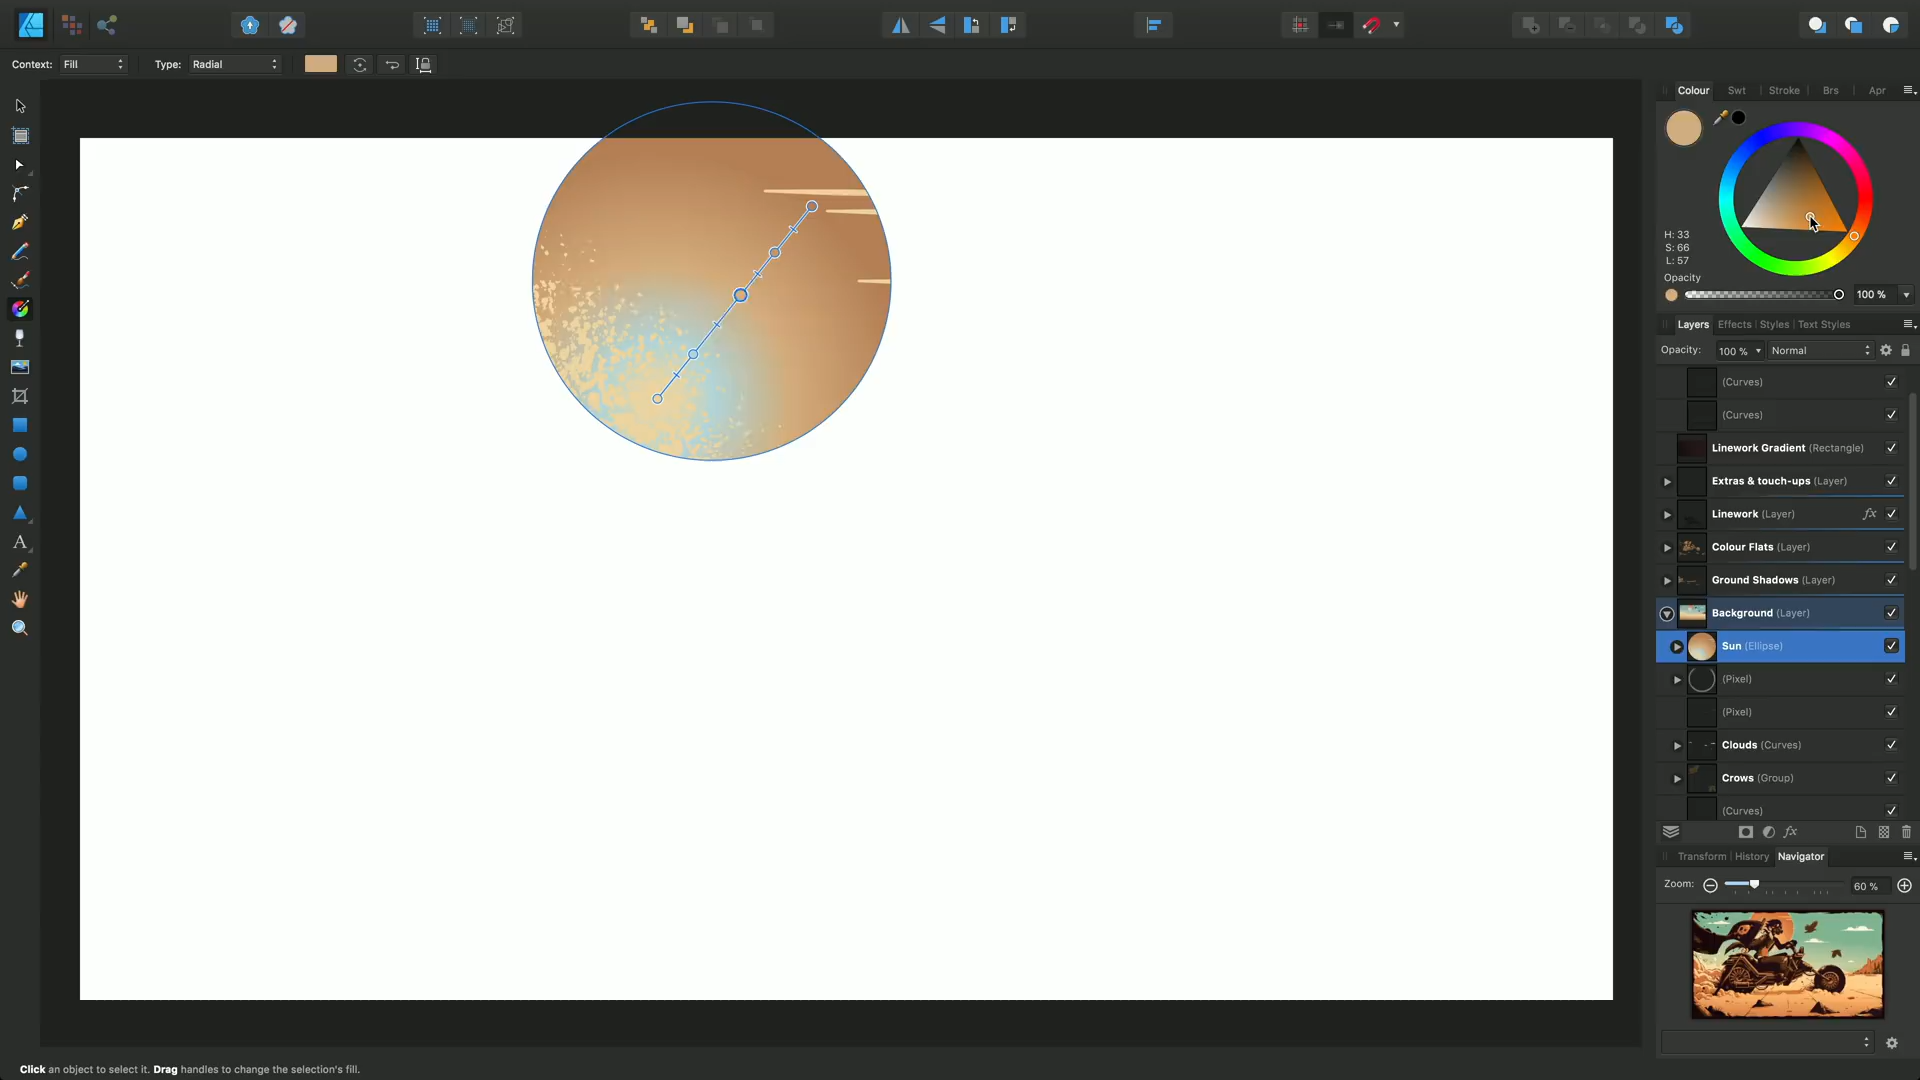 Context: Fill Type: Radial
Colour Swt Stroke Brs Apr
H: 33
S: 66
L: 57
Opacity
100 %
Layers Effects Styles Text Styles
Opacity: 100 % Normal
(Curves)
(Curves)
Linework Gradient (Rectangle)
Extras & touch-ups (Layer)
Linework (Layer) fx
Colour Flats (Layer)
Ground Shadows (Layer)
Background (Layer)
Sun (Ellipse)
(Pixel)
(Pixel)
Clouds (Curves)
Crows (Group)
(Curves)
fx
Transform History Navigator
Zoom: 60 %
A
Click an object to select it. Drag handles to change the selection's fill.